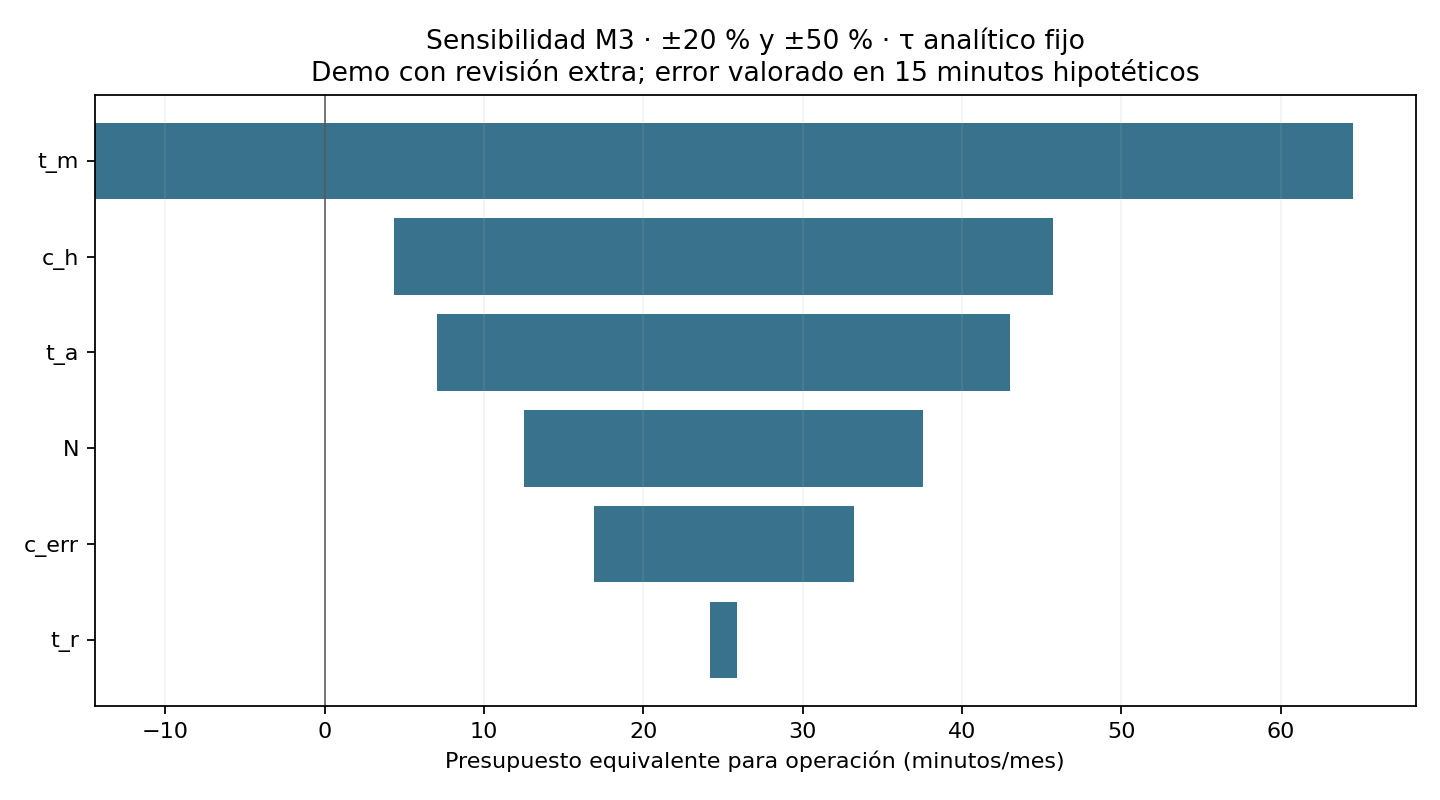 Sensibilidad M3 · ±20 % y ±50 % · τ analítico fijo
Demo con revisión extra; error valorado en 15 minutos hipotéticos
t_m
c_h
t_a
N
c_err
t_r
−10 0 10 20 30 40 50 60
Presupuesto equivalente para operación (minutos/mes)